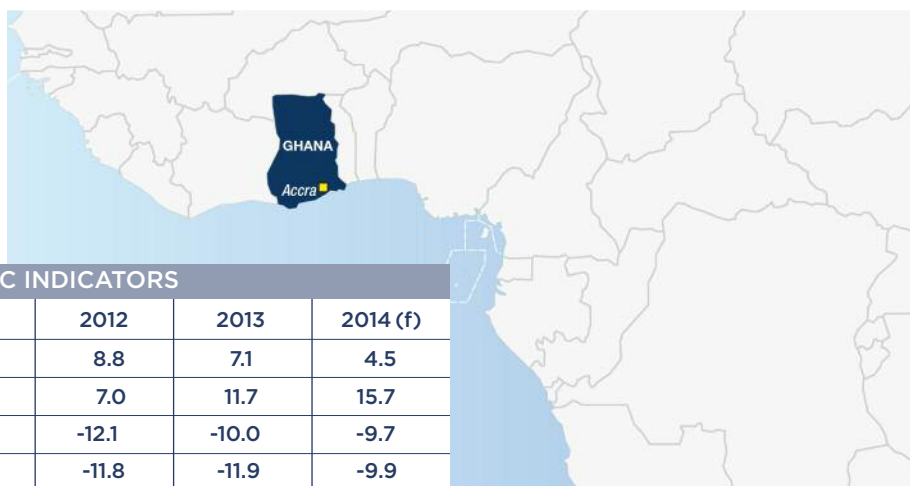 GHANA
Accra
C INDICATORS
2012 2013 2014 (f)
8.8 7.1 4.5
7.0 11.7 15.7
-12.1 -10.0 -9.7
-11.8 -11.9 -9.9